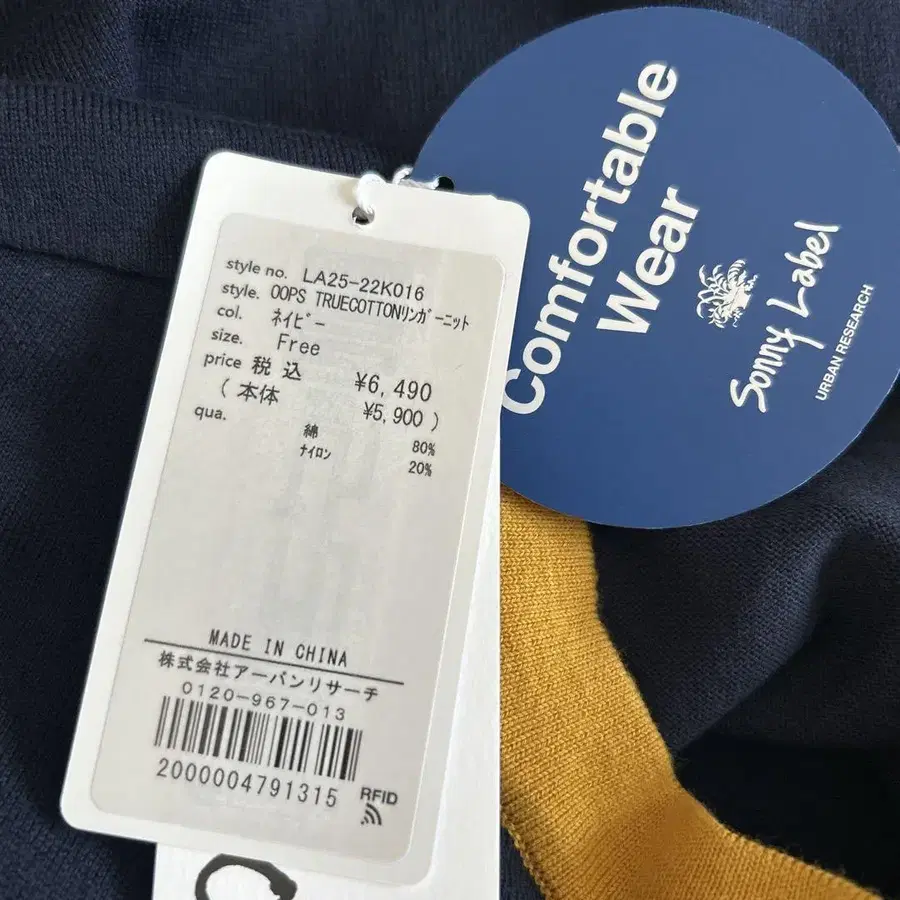 style no. LA25-22K016
style. OOPS TRUECOTTONリンガーニット
col. ネイビー
size. Free
price 税込 ¥6,490
(本体 ¥5,900)
qua.
綿 80%
ナイロン 20%
MADE IN CHINA
株式会社アーバンリサーチ
0120-967-013
2000004791315
RFID
Comfortable
Wear
Sonny Label
URBAN RESEARCH